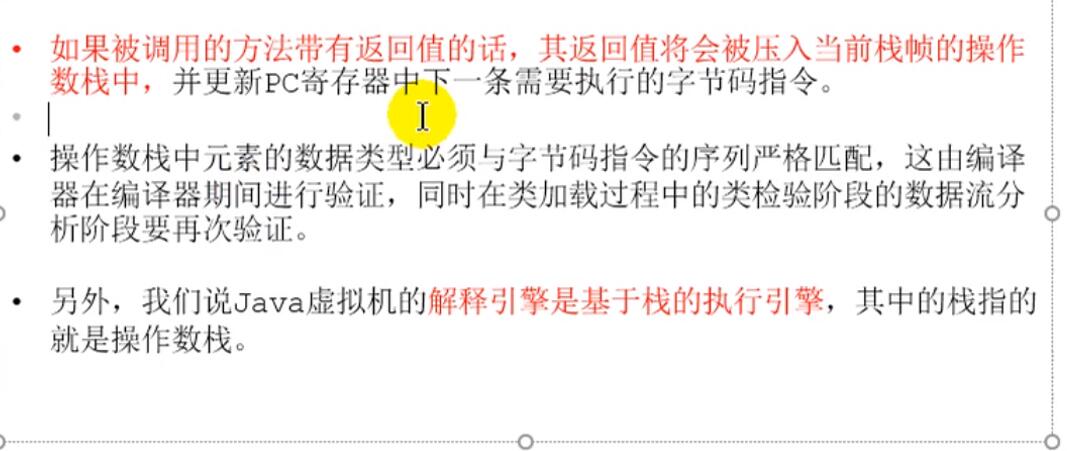 • 如果被调用的方法带有返回值的话，其返回值将会被压入当前栈帧的操作
数栈中，并更新PC寄存器中下一条需要执行的字节码指令。
• 操作数栈中元素的数据类型必须与字节码指令的序列严格匹配，这由编译
器在编译器期间进行验证，同时在类加载过程中的类检验阶段的数据流分
析阶段要再次验证。
• 另外，我们说Java虚拟机的解释引擎是基于栈的执行引擎，其中的栈指的
就是操作数栈。